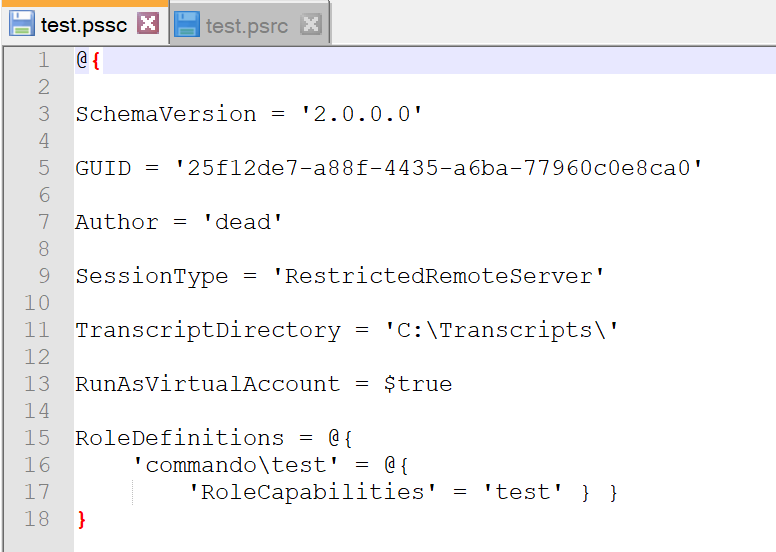 test.pssc test.psrc
1 @{
2
3 SchemaVersion = '2.0.0.0'
4
5 GUID = '25f12de7-a88f-4435-a6ba-77960c0e8ca0'
6
7 Author = 'dead'
8
9 SessionType = 'RestrictedRemoteServer'
10
11 TranscriptDirectory = 'C:\Transcripts\'
12
13 RunAsVirtualAccount = $true
14
15 RoleDefinitions = @{
16     'commando\test' = @{
17         'RoleCapabilities' = 'test' } }
18 }